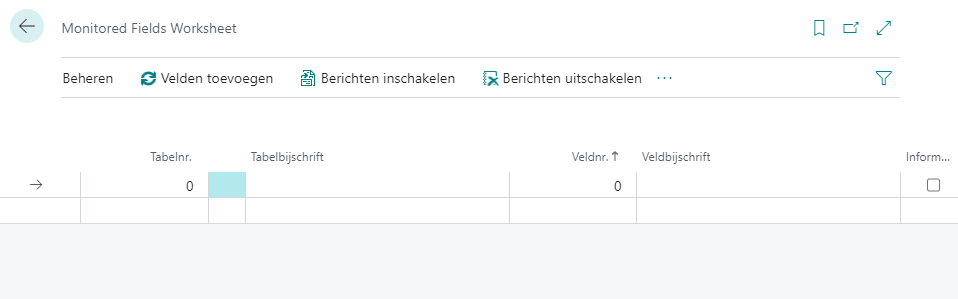 Monitored Fields Worksheet
Beheren Velden toevoegen Berichten inschakelen Berichten uitschakelen ...
Tabelnr. Tabelbijschrift Veldnr. ↑ Veldbijschrift Inform...
0 0